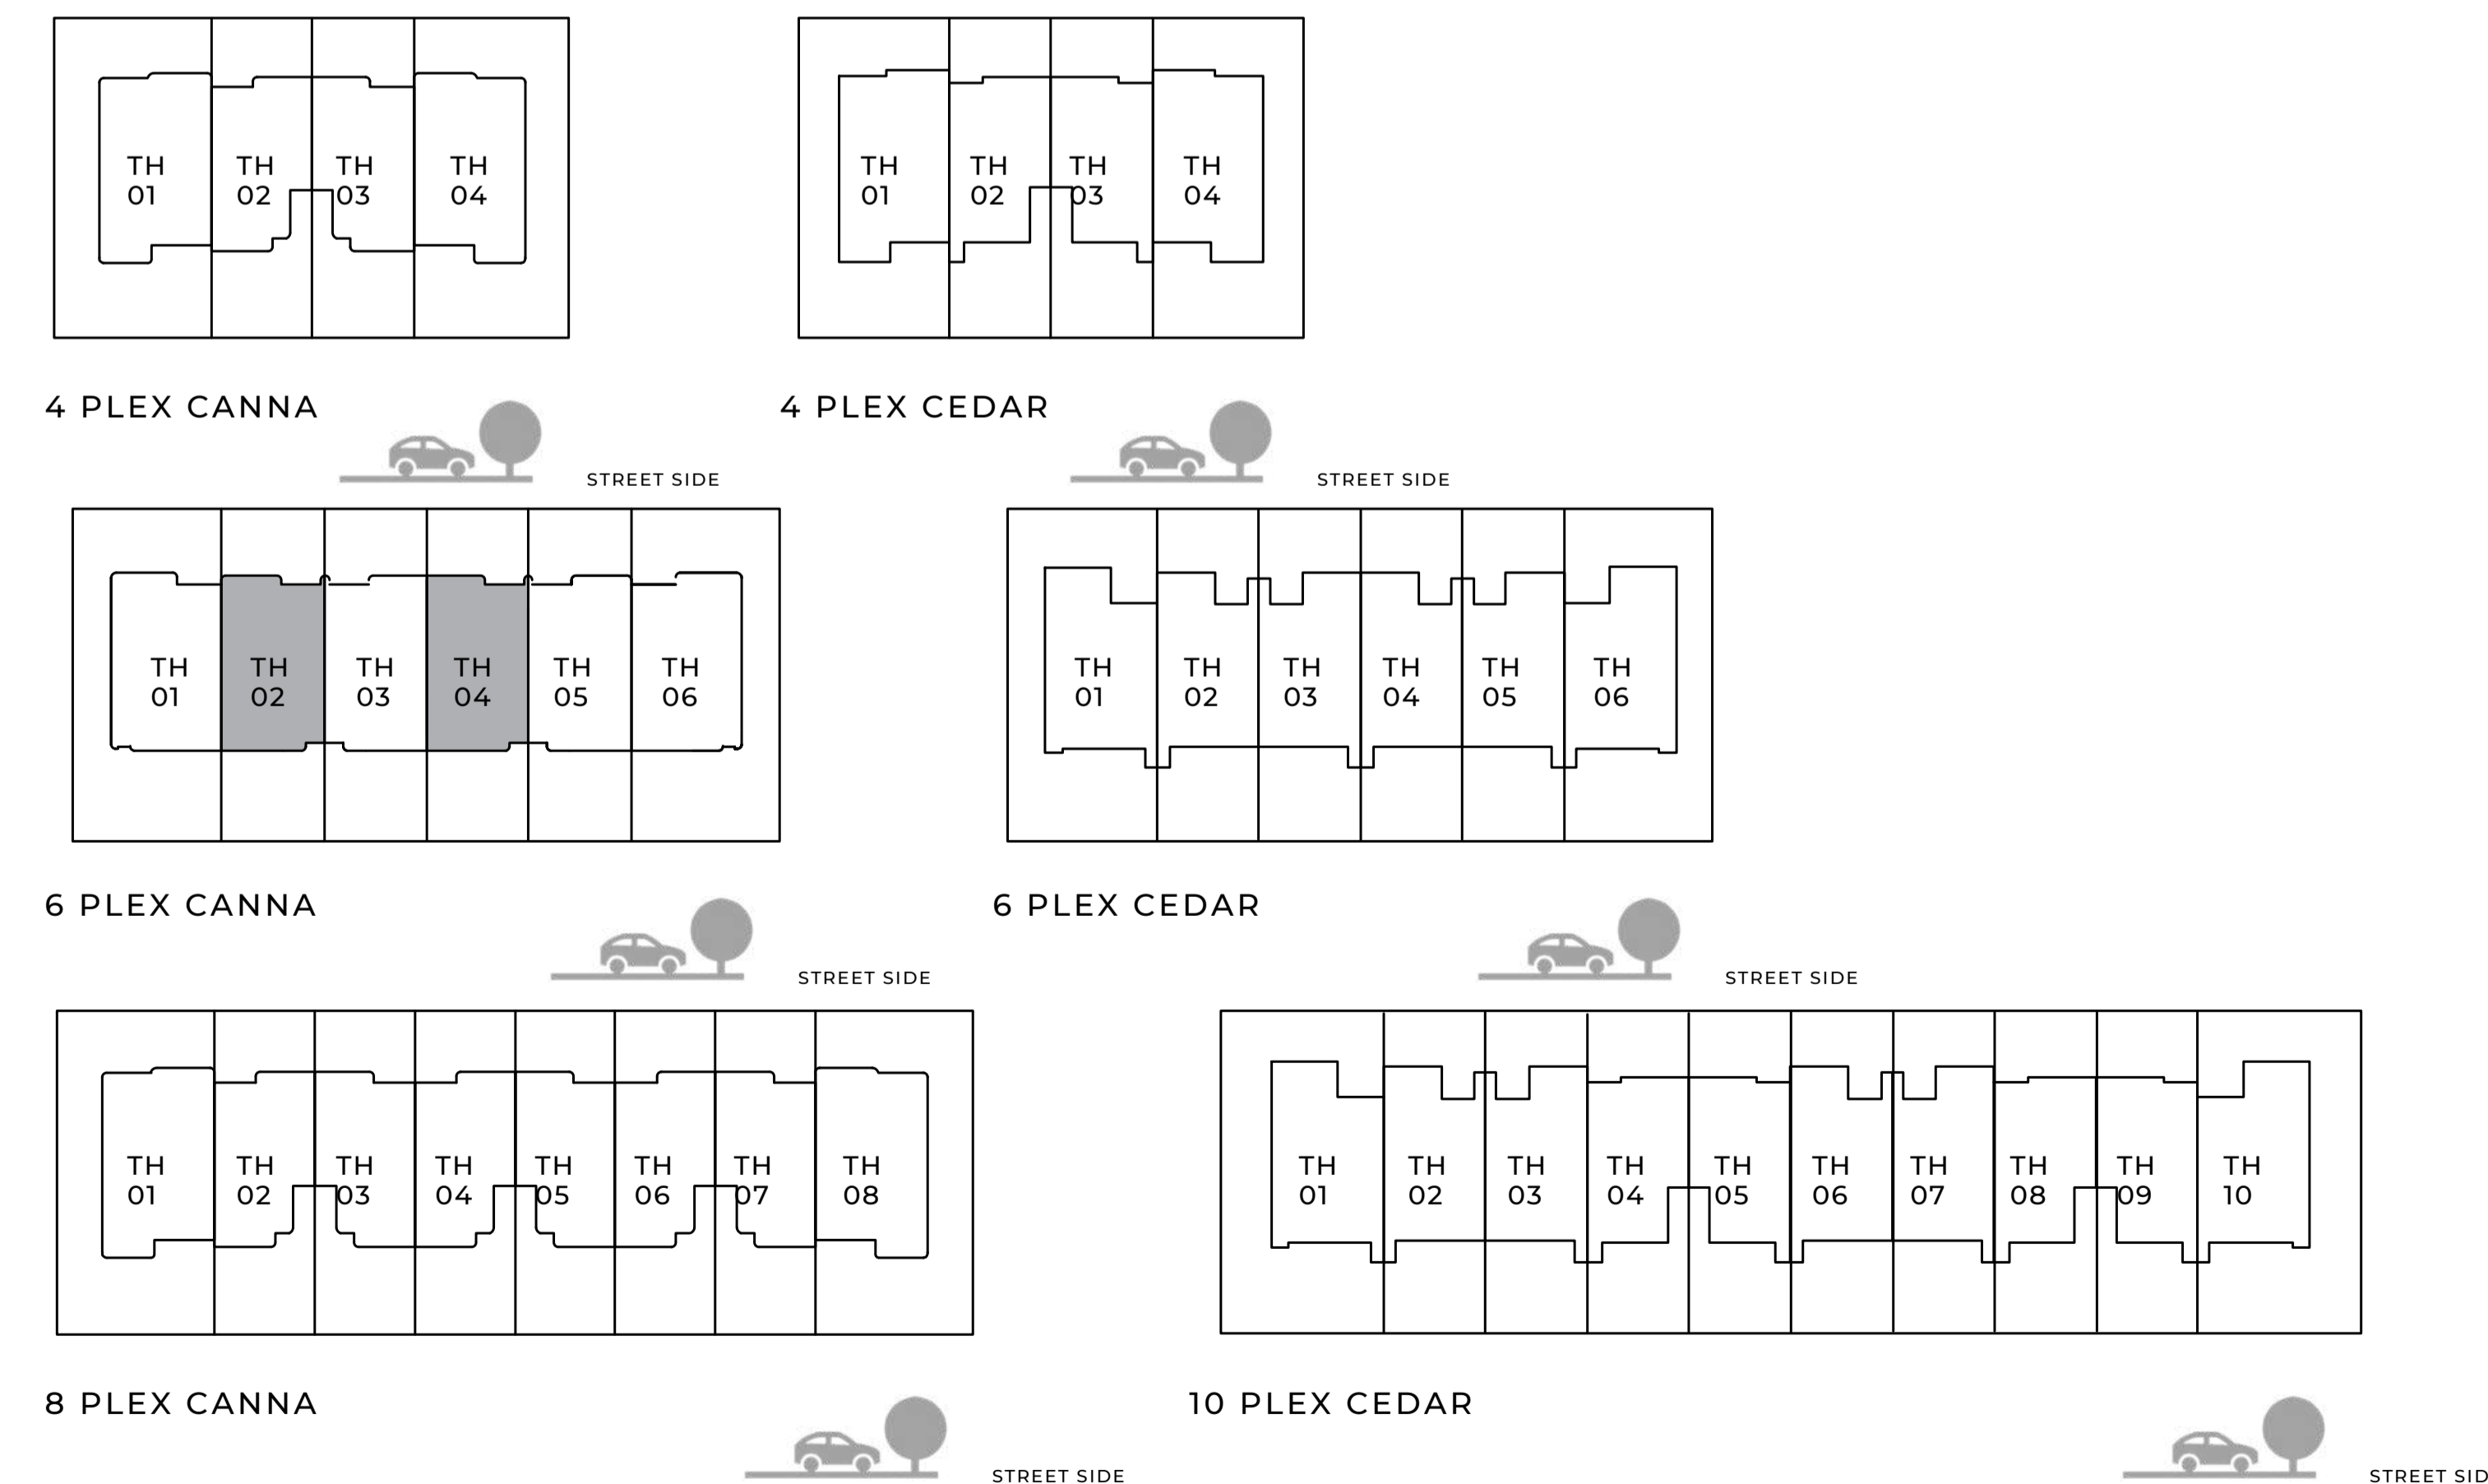 TH
01
TH
02
TH
03
TH
04
4 PLEX CANNA
STREET SIDE
TH
01
TH
02
TH
03
TH
04
4 PLEX CEDAR
STREET SIDE
TH
01
TH
02
TH
03
TH
04
TH
05
TH
06
6 PLEX CANNA
STREET SIDE
TH
01
TH
02
TH
03
TH
04
TH
05
TH
06
6 PLEX CEDAR
STREET SIDE
TH
01
TH
02
TH
03
TH
04
TH
05
TH
06
TH
07
TH
08
8 PLEX CANNA
STREET SIDE
TH
01
TH
02
TH
03
TH
04
TH
05
TH
06
TH
07
TH
08
TH
09
TH
10
10 PLEX CEDAR
STREET SID